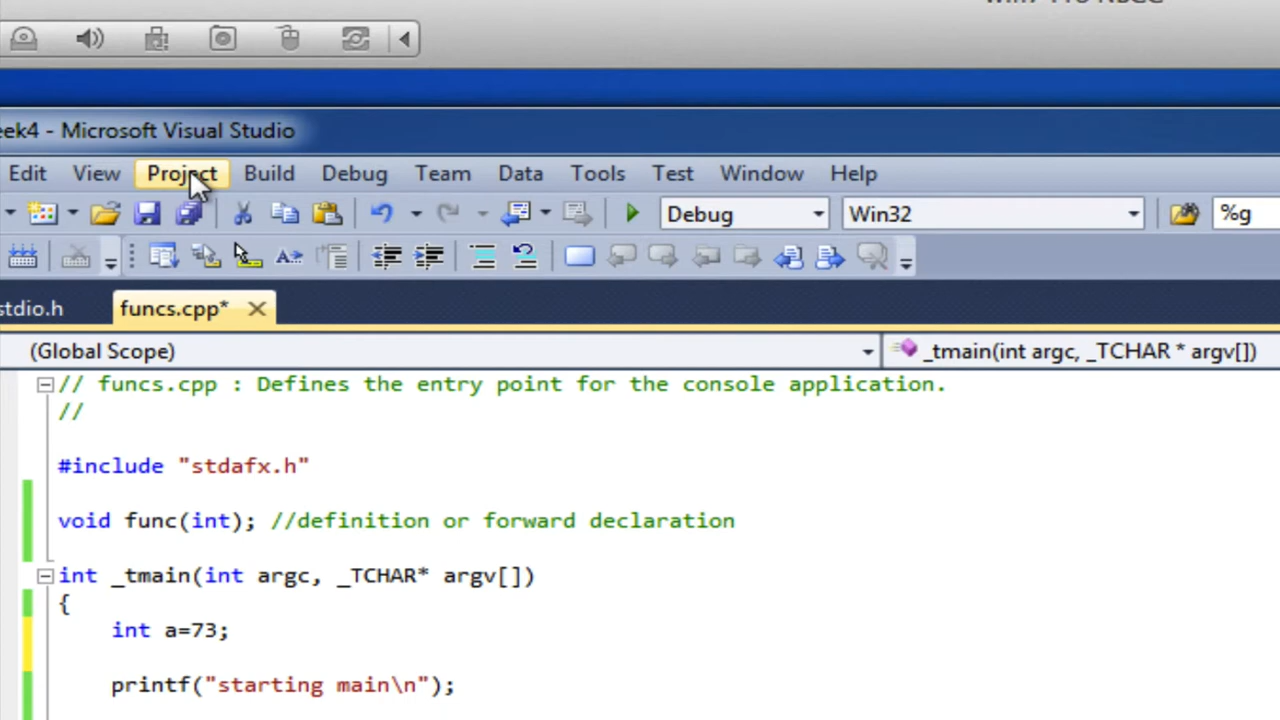 eek4 - Microsoft Visual Studio
Edit View Project Build Debug Team Data Tools Test Window Help
Debug Win32 %g
stdio.h funcs.cpp*
(Global Scope) _tmain(int argc, _TCHAR * argv[])
// funcs.cpp : Defines the entry point for the console application.
//
#include "stdafx.h"
void func(int); //definition or forward declaration
int _tmain(int argc, _TCHAR* argv[])
{
int a=73;
printf("starting main\n");